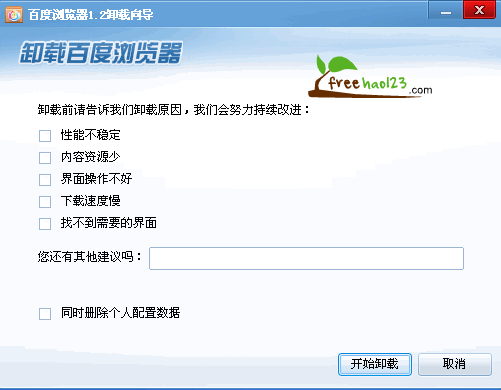 百度浏览器1.2卸载向导
卸载百度浏览器
freehao123.com
卸载前请告诉我们卸载原因，我们会努力持续改进：
性能不稳定
内容资源少
界面操作不好
下载速度慢
找不到需要的界面
您还有其他建议吗：
同时删除个人配置数据
开始卸载
取消